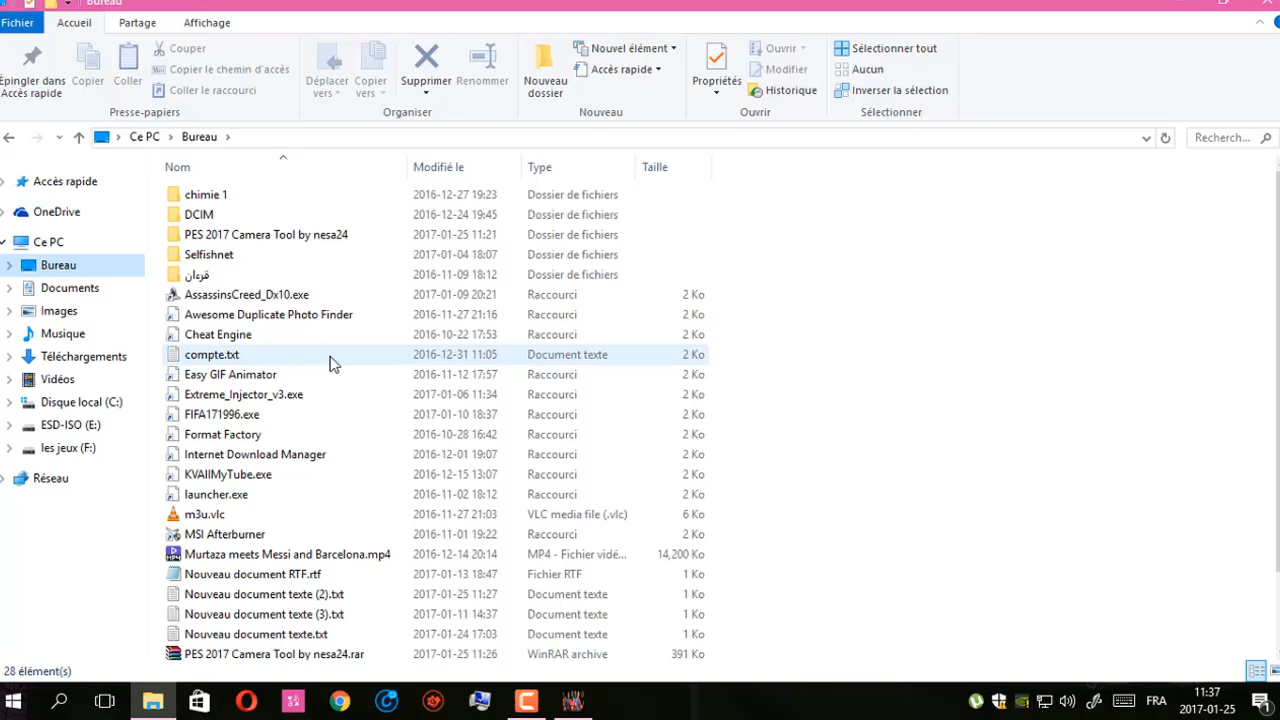 Bureau
Fichier Accueil Partage Affichage
Épingler dans Accès rapide
Copier
Coller
Couper
Copier le chemin d'accès
Coller le raccourci
Presse-papiers
Déplacer vers
Copier vers
Supprimer
Renommer
Organiser
Nouveau dossier
Nouvel élément
Accès rapide
Nouveau
Propriétés
Ouvrir
Modifier
Historique
Ouvrir
Sélectionner tout
Aucun
Inverser la sélection
Sélectionner
Ce PC Bureau
Recherch...
Accès rapide
OneDrive
Ce PC
Bureau
Documents
Images
Musique
Téléchargements
Vidéos
Disque local (C:)
ESD-ISO (E:)
les jeux (F:)
Réseau
Nom Modifié le Type Taille
chimie 1 2016-12-27 19:23 Dossier de fichiers
DCIM 2016-12-24 19:45 Dossier de fichiers
PES 2017 Camera Tool by nesa24 2017-01-25 11:21 Dossier de fichiers
Selfishnet 2017-01-04 18:07 Dossier de fichiers
قرءان 2016-11-09 18:12 Dossier de fichiers
AssassinsCreed_Dx10.exe 2017-01-09 20:21 Raccourci 2 Ko
Awesome Duplicate Photo Finder 2016-11-27 21:16 Raccourci 2 Ko
Cheat Engine 2016-10-22 17:53 Raccourci 2 Ko
compte.txt 2016-12-31 11:05 Document texte 2 Ko
Easy GIF Animator 2016-11-12 17:57 Raccourci 2 Ko
Extreme_Injector_v3.exe 2017-01-06 11:34 Raccourci 2 Ko
FIFA171996.exe 2017-01-10 18:37 Raccourci 2 Ko
Format Factory 2016-10-28 16:42 Raccourci 2 Ko
Internet Download Manager 2016-12-01 19:07 Raccourci 2 Ko
KVAllMyTube.exe 2016-12-15 13:07 Raccourci 2 Ko
launcher.exe 2016-11-02 18:12 Raccourci 2 Ko
m3u.vlc 2016-11-27 21:03 VLC media file (.vlc) 6 Ko
MSI Afterburner 2016-11-01 19:22 Raccourci 2 Ko
Murtaza meets Messi and Barcelona.mp4 2016-12-14 20:14 MP4 - Fichier vidé... 14,200 Ko
Nouveau document RTF.rtf 2017-01-13 18:47 Fichier RTF 1 Ko
Nouveau document texte (2).txt 2017-01-25 11:27 Document texte 1 Ko
Nouveau document texte (3).txt 2017-01-11 14:37 Document texte 1 Ko
Nouveau document texte.txt 2017-01-24 17:03 Document texte 1 Ko
PES 2017 Camera Tool by nesa24.rar 2017-01-25 11:26 WinRAR archive 391 Ko
28 élément(s)
FRA
11:37
2017-01-25